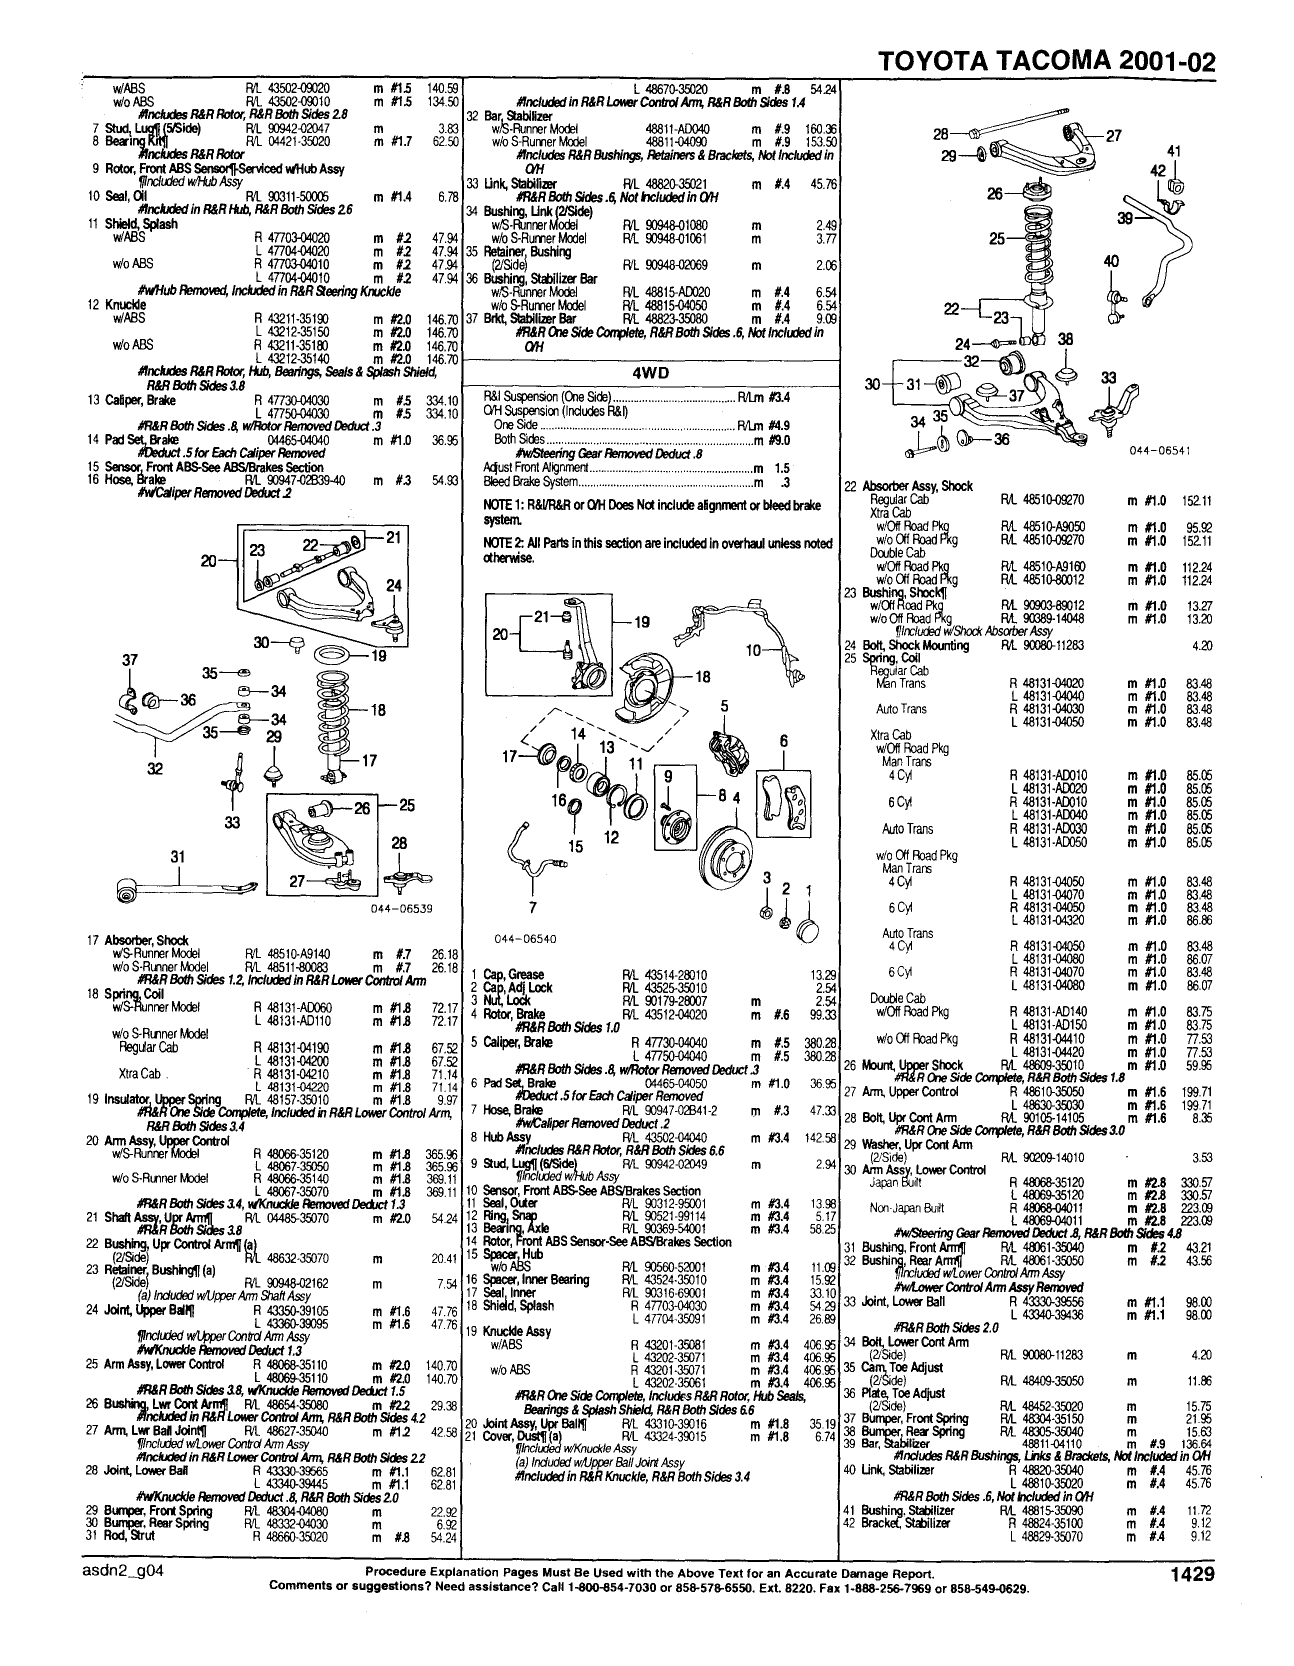 TOYOTA TACOMA 2001-02
w/ABS R/L 43502-09020 m #1.5 140.59
w/o ABS R/L 43502-09010 m #1.5 134.50
#Includes R&R Rotor, R&R Both Sides 2.8
7 Stud, Lug¶ (5/Side) R/L 90942-02047 m 3.83
8 Bearing Kit¶ R/L 04421-35020 m #1.7 62.50
#Includes R&R Rotor
9 Rotor, Front ABS Sensor¶-Serviced w/Hub Assy
¶Included w/Hub Assy
10 Seal, Oil R/L 90311-50005 m #1.4 6.78
#Included in R&R Hub, R&R Both Sides 2.6
11 Shield, Splash
w/ABS R 47703-04020 m #.2 47.94
L 47704-04020 m #.2 47.94
w/o ABS R 47703-04010 m #.2 47.94
L 47704-04010 m #.2 47.94
#w/Hub Removed, Included in R&R Steering Knuckle
12 Knuckle
w/ABS R 43211-35190 m #2.0 146.70
L 43212-35150 m #2.0 146.70
w/o ABS R 43211-35180 m #2.0 146.70
L 43212-35140 m #2.0 146.70
#Includes R&R Rotor, Hub, Bearings, Seals & Splash Shield,
R&R Both Sides 3.8
13 Caliper, Brake R 47730-04030 m #.5 334.10
L 47750-04030 m #.5 334.10
#R&R Both Sides .8, w/Rotor Removed Deduct .3
14 Pad Set, Brake 04465-04040 m #1.0 36.95
#Deduct .5 for Each Caliper Removed
15 Sensor, Front ABS-See ABS/Brakes Section
16 Hose, Brake R/L 90947-02B39-40 m #.3 54.93
#w/Caliper Removed Deduct .2
20 23 22 21 24
30 19
37 35 34 36 18
34 35 29 17
32
33 26 25
31 28
27
044-06539
17 Absorber, Shock
w/S-Runner Model R/L 48510-A9140 m #.7 26.18
w/o S-Runner Model R/L 48511-80083 m #.7 26.18
#R&R Both Sides 1.2, Included in R&R Lower Control Arm
18 Spring, Coil
w/S-Runner Model R 48131-AD060 m #1.8 72.17
L 48131-AD110 m #1.8 72.17
w/o S-Runner Model
Regular Cab R 48131-04190 m #1.8 67.52
L 48131-04200 m #1.8 67.52
Xtra Cab R 48131-04210 m #1.8 71.14
L 48131-04220 m #1.8 71.14
19 Insulator, Upper Spring R/L 48157-35010 m #1.8 9.97
#R&R One Side Complete, Included in R&R Lower Control Arm,
R&R Both Sides 3.4
20 Arm Assy, Upper Control
w/S-Runner Model R 48066-35120 m #1.8 365.96
L 48067-35050 m #1.8 365.96
w/o S-Runner Model R 48066-35140 m #1.8 369.11
L 48067-35070 m #1.8 369.11
#R&R Both Sides 3.4, w/Knuckle Removed Deduct 1.3
21 Shaft Assy, Upr Arm¶ R/L 04485-35070 m #2.0 54.24
#R&R Both Sides 3.8
22 Bushing, Upr Control Arm¶ (a)
(2/Side) R/L 48632-35070 m 20.41
23 Retainer, Bushing¶ (a)
(2/Side) R/L 90948-02162 m 7.54
(a) Included w/Upper Arm Shaft Assy
24 Joint, Upper Ball¶ R 43350-39105 m #1.6 47.76
L 43360-39095 m #1.6 47.76
¶Included w/Upper Control Arm Assy
#w/Knuckle Removed Deduct 1.3
25 Arm Assy, Lower Control R 48068-35110 m #2.0 140.70
L 48069-35110 m #2.0 140.70
#R&R Both Sides 3.8, w/Knuckle Removed Deduct 1.5
26 Bushing, Lwr Cont Arm¶ R/L 48654-35080 m #2.2 29.38
#Included in R&R Lower Control Arm, R&R Both Sides 4.2
27 Arm, Lwr Ball Joint¶ R/L 48627-35040 m #1.2 42.58
¶Included w/Lower Control Arm Assy
#Included in R&R Lower Control Arm, R&R Both Sides 2.2
28 Joint, Lower Ball R 43330-39565 m #1.1 62.81
L 43340-39445 m #1.1 62.81
#w/Knuckle Removed Deduct .8, R&R Both Sides 2.0
29 Bumper, Front Spring R/L 48304-04080 m 22.92
30 Bumper, Rear Spring R/L 48332-04030 m 6.92
31 Rod, Strut R 48660-35020 m #.8 54.24
L 48670-35020 m #.8 54.24
#Included in R&R Lower Control Arm, R&R Both Sides 1.4
32 Bar, Stabilizer
w/S-Runner Model 48811-AD040 m #.9 160.36
w/o S-Runner Model 48811-04090 m #.9 153.50
#Includes R&R Bushings, Retainers & Brackets, Not Included in
O/H
33 Link, Stabilizer R/L 48820-35021 m #.4 45.76
#R&R Both Sides .6, Not Included in O/H
34 Bushing, Link (2/Side)
w/S-Runner Model R/L 90948-01080 m 2.49
w/o S-Runner Model R/L 90948-01061 m 3.77
35 Retainer, Bushing
(2/Side) R/L 90948-02069 m 2.06
36 Bushing, Stabilizer Bar
w/S-Runner Model R/L 48815-AD020 m #.4 6.54
w/o S-Runner Model R/L 48815-04050 m #.4 6.54
37 Brkt, Stabilizer Bar R/L 48823-35080 m #.4 9.09
#R&R One Side Complete, R&R Both Sides .6, Not Included in
O/H
4WD
R&I Suspension (One Side) R/Lm #3.4
O/H Suspension (Includes R&I)
One Side R/Lm #4.9
Both Sides m #9.0
#w/Steering Gear Removed Deduct .8
Adjust Front Alignment m 1.5
Bleed Brake System m .3
NOTE 1: R&I/R&R or O/H Does Not include alignment or bleed brake
system.
NOTE 2: All Parts in this section are included in overhaul unless noted
otherwise.
21 20 19 10
18
5
17 14 13 11 6
9 8 4
16 15 12
7 3 2 1
044-06540
1 Cap, Grease R/L 43514-28010 13.29
2 Cap, Adj Lock R/L 43525-35010 2.54
3 Nut, Lock R/L 90179-28007 m 2.54
4 Rotor, Brake R/L 43512-04020 m #.6 99.33
#R&R Both Sides 1.0
5 Caliper, Brake R 47730-04040 m #.5 380.28
L 47750-04040 m #.5 380.28
#R&R Both Sides .8, w/Rotor Removed Deduct .3
6 Pad Set, Brake 04465-04050 m #1.0 36.95
#Deduct .5 for Each Caliper Removed
7 Hose, Brake R/L 90947-02B41-2 m #.3 47.33
#w/Caliper Removed Deduct .2
8 Hub Assy R/L 43502-04040 m #3.4 142.58
#Includes R&R Rotor, R&R Both Sides 6.6
9 Stud, Lug¶ (6/Side) R/L 90942-02049 m 2.94
¶Included w/Hub Assy
10 Sensor, Front ABS-See ABS/Brakes Section
11 Seal, Outer R/L 90312-95001 m #3.4 13.98
12 Ring, Snap R/L 90521-99114 m #3.4 5.17
13 Bearing, Axle R/L 90369-54001 m #3.4 58.25
14 Rotor, Front ABS Sensor-See ABS/Brakes Section
15 Spacer, Hub
w/o ABS R/L 90560-52001 m #3.4 11.09
16 Spacer, Inner Bearing R/L 43524-35010 m #3.4 15.92
17 Seal, Inner R/L 90316-69001 m #3.4 33.10
18 Shield, Splash R 47703-04030 m #3.4 54.29
L 47704-35091 m #3.4 26.89
19 Knuckle Assy
w/ABS R 43201-35081 m #3.4 406.95
L 43202-35071 m #3.4 406.95
w/o ABS R 43201-35071 m #3.4 406.95
L 43202-35061 m #3.4 406.95
#R&R One Side Complete, Includes R&R Rotor, Hub Seals,
Bearings & Splash Shield, R&R Both Sides 6.6
20 Joint Assy, Upr Ball¶ R/L 43310-39016 m #1.8 35.19
21 Cover, Dust¶ (a) R/L 43324-39015 m #1.8 6.74
¶Included w/Knuckle Assy
(a) Included w/Upper Ball Joint Assy
#Included in R&R Knuckle, R&R Both Sides 3.4
28 27
29 41
42
26 39
25
40
22 23
24 38
32 33
30 31 37
34 35 36
044-06541
22 Absorber Assy, Shock
Regular Cab R/L 48510-09270 m #1.0 152.11
Xtra Cab
w/Off Road Pkg R/L 48510-A9050 m #1.0 95.92
w/o Off Road Pkg R/L 48510-09270 m #1.0 152.11
Double Cab
w/Off Road Pkg R/L 48510-A9160 m #1.0 112.24
w/o Off Road Pkg R/L 48510-80012 m #1.0 112.24
23 Bushing, Shock¶
w/Off Road Pkg R/L 90903-89012 m #1.0 13.27
w/o Off Road Pkg R/L 90389-14048 m #1.0 13.20
¶Included w/Shock Absorber Assy
24 Bolt, Shock Mounting R/L 90080-11283 4.20
25 Spring, Coil
Regular Cab
Man Trans R 48131-04020 m #1.0 83.48
L 48131-04040 m #1.0 83.48
Auto Trans R 48131-04030 m #1.0 83.48
L 48131-04050 m #1.0 83.48
Xtra Cab
w/Off Road Pkg
Man Trans
4 Cyl R 48131-AD010 m #1.0 85.05
L 48131-AD020 m #1.0 85.05
6 Cyl R 48131-AD010 m #1.0 85.05
L 48131-AD040 m #1.0 85.05
Auto Trans R 48131-AD030 m #1.0 85.05
L 48131-AD050 m #1.0 85.05
w/o Off Road Pkg
Man Trans
4 Cyl R 48131-04050 m #1.0 83.48
L 48131-04070 m #1.0 83.48
6 Cyl R 48131-04050 m #1.0 83.48
L 48131-04320 m #1.0 86.86
Auto Trans
4 Cyl R 48131-04050 m #1.0 83.48
L 48131-04080 m #1.0 86.07
6 Cyl R 48131-04070 m #1.0 83.48
L 48131-04080 m #1.0 86.07
Double Cab
w/Off Road Pkg R 48131-AD140 m #1.0 83.75
L 48131-AD150 m #1.0 83.75
w/o Off Road Pkg R 48131-04410 m #1.0 77.53
L 48131-04420 m #1.0 77.53
26 Mount, Upper Shock R/L 48609-35010 m #1.0 59.95
#R&R One Side Complete, R&R Both Sides 1.8
27 Arm, Upper Control R 48610-35050 m #1.6 199.71
L 48630-35030 m #1.6 199.71
28 Bolt, Upr Cont Arm R/L 90105-14105 m #1.6 8.35
#R&R One Side Complete, R&R Both Sides 3.0
29 Washer, Upr Cont Arm
(2/Side) R/L 90209-14010 3.53
30 Arm Assy, Lower Control
Japan Built R 48068-35120 m #2.8 330.57
L 48069-35120 m #2.8 330.57
Non-Japan Built R 48068-04011 m #2.8 223.09
L 48069-04011 m #2.8 223.09
#w/Steering Gear Removed Deduct .8, R&R Both Sides 4.8
31 Bushing, Front Arm¶ R/L 48061-35040 m #.2 43.21
32 Bushing, Rear Arm¶ R/L 48061-35050 m #.2 43.56
¶Included w/Lower Control Arm Assy
#w/Lower Control Arm Assy Removed
33 Joint, Lower Ball R 43330-39556 m #1.1 98.00
L 43340-39436 m #1.1 98.00
#R&R Both Sides 2.0
34 Bolt, Lower Cont Arm
(2/Side) R/L 90080-11283 m 4.20
35 Cam, Toe Adjust
(2/Side) R/L 48409-35050 m 11.86
36 Plate, Toe Adjust
(2/Side) R/L 48452-35020 m 15.75
37 Bumper, Front Spring R/L 48304-35150 m 21.95
38 Bumper, Rear Spring R/L 48305-35040 m 15.63
39 Bar, Stabilizer 48811-04110 m #.9 136.64
#Includes R&R Bushings, Links & Brackets, Not Included in O/H
40 Link, Stabilizer R 48820-35040 m #.4 45.76
L 48810-35020 m #.4 45.76
#R&R Both Sides .6, Not Included in O/H
41 Bushing, Stabilizer R/L 48815-35090 m #.4 11.72
42 Bracket, Stabilizer R 48824-35100 m #.4 9.12
L 48829-35070 m #.4 9.12
asdn2_g04
Procedure Explanation Pages Must Be Used with the Above Text for an Accurate Damage Report.
Comments or suggestions? Need assistance? Call 1-800-854-7030 or 858-578-6550. Ext. 8220. Fax 1-888-256-7969 or 858-549-0629.
1429